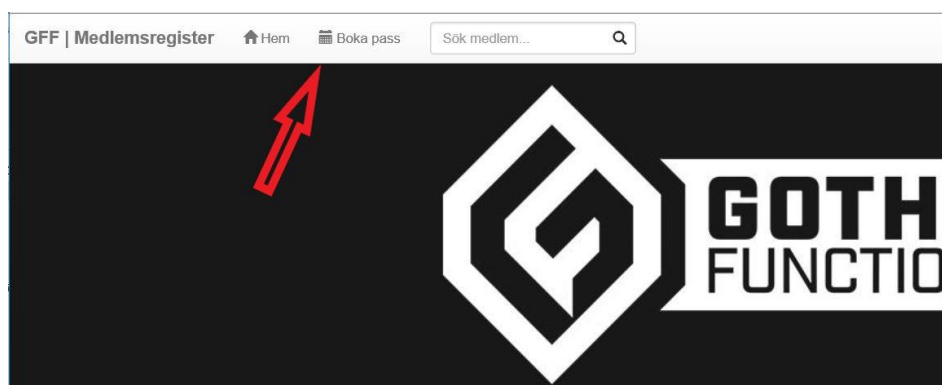 GFF | Medlemsregister Hem Boka pass Sök medlem...
GOTH
FUNCTIO